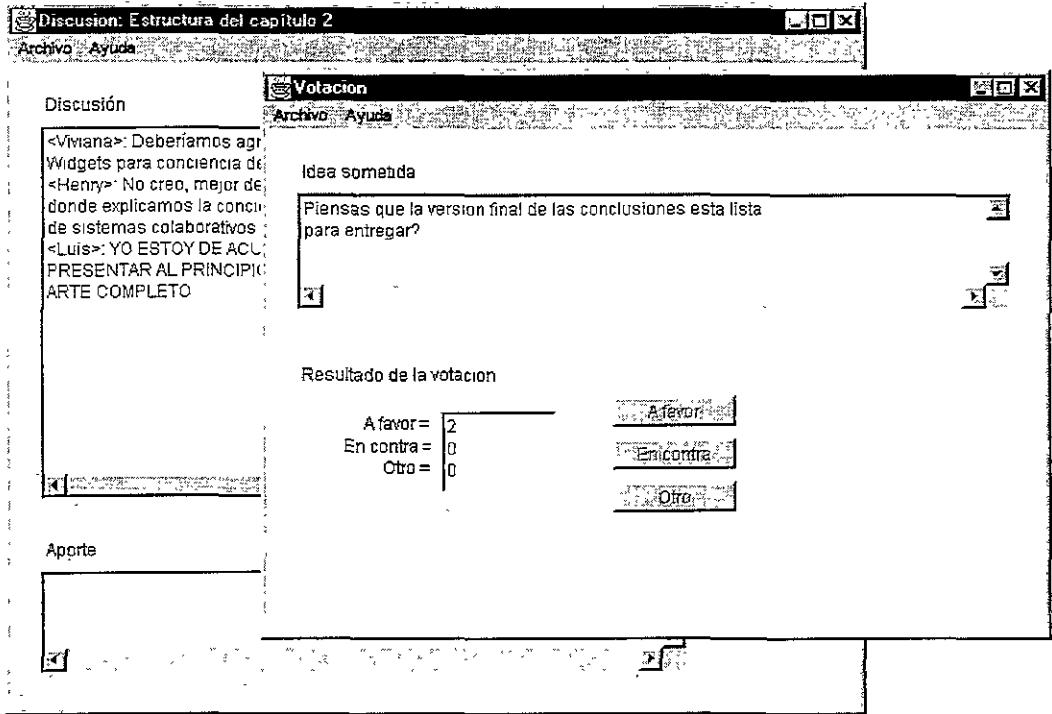 Discusion: Estructura del capítulo 2
Archivo Ayuda
Discusión
<Viviana>: Deberíamos agr
Widgets para conciencia de
<Henry>: No creo, mejor de
donde explicamos la conci
de sistemas colaborativos
<Luis>: YO ESTOY DE ACU
PRESENTAR AL PRINCIPIO
ARTE COMPLETO
Aporte
Votacion
Archivo Ayuda
Idea sometida
Piensas que la version final de las conclusiones esta lista
para entregar?
Resultado de la votacion
A favor = 2
En contra = 0
Otro = 0
A favor
En contra
Otro